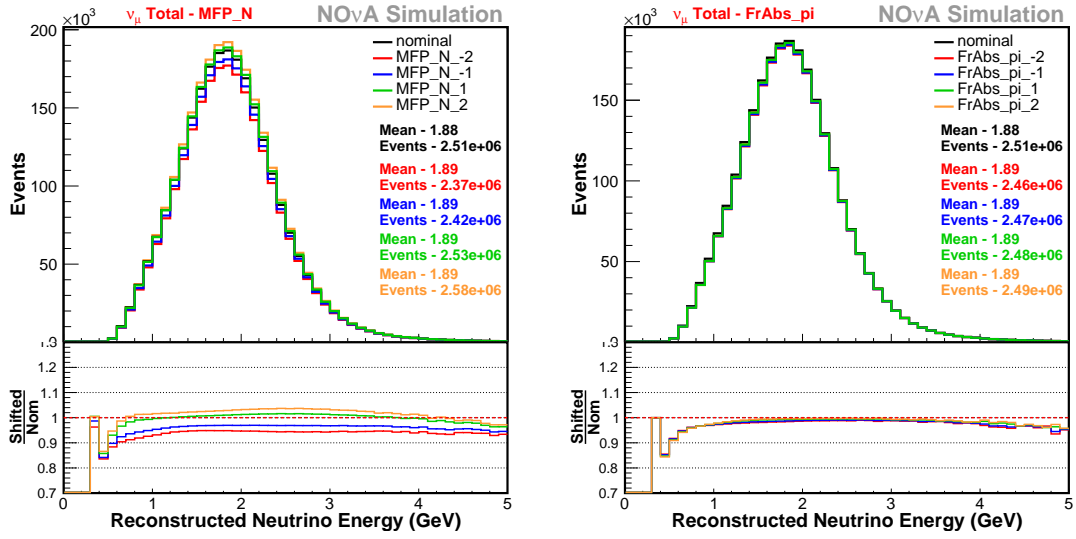 ×10³ ν_μ Total - MFP_N NOνA Simulation
200
150
100
50
Events
nominal
MFP_N_-2
MFP_N_-1
MFP_N_1
MFP_N_2
Mean - 1.88
Events - 2.51e+06
Mean - 1.89
Events - 2.37e+06
Mean - 1.89
Events - 2.42e+06
Mean - 1.89
Events - 2.53e+06
Mean - 1.89
Events - 2.58e+06
1.3
1.2
1.1
1
0.9
0.8
0.7
Shifted
Nom
0 1 2 3 4 5
Reconstructed Neutrino Energy (GeV)
×10³ ν_μ Total - FrAbs_pi NOνA Simulation
150
100
50
Events
nominal
FrAbs_pi_-2
FrAbs_pi_-1
FrAbs_pi_1
FrAbs_pi_2
Mean - 1.88
Events - 2.51e+06
Mean - 1.89
Events - 2.46e+06
Mean - 1.89
Events - 2.47e+06
Mean - 1.89
Events - 2.48e+06
Mean - 1.89
Events - 2.49e+06
1.3
1.2
1.1
1
0.9
0.8
0.7
Shifted
Nom
0 1 2 3 4 5
Reconstructed Neutrino Energy (GeV)